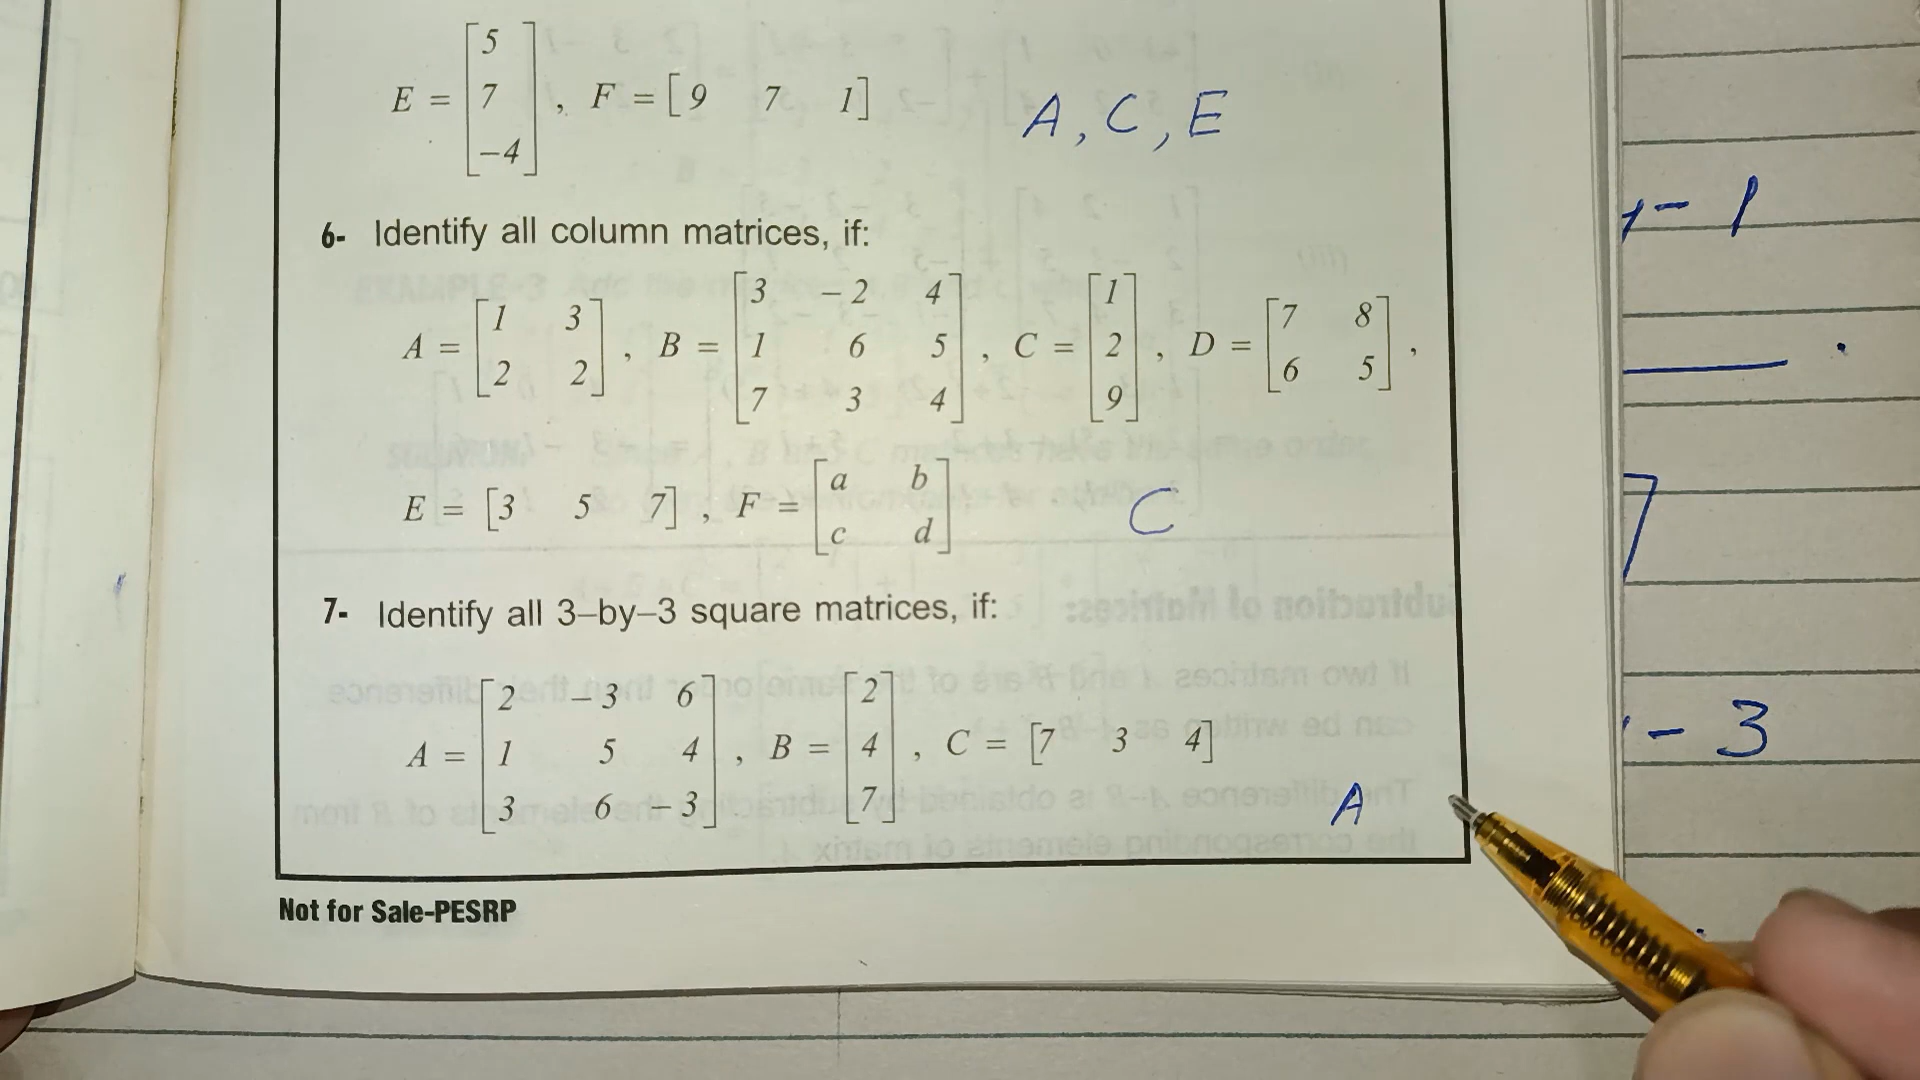 E = [5 7 −4], F = [9 7 1]
A, C, E
6- Identify all column matrices, if:
A = [1 3
2 2], B = [3 −2 4
1 6 5
7 3 4], C = [1
2
9], D = [7 8
6 5],
E = [3 5 7], F = [a b
c d]
C
7- Identify all 3–by–3 square matrices, if:
A = [2 −3 6
1 5 4
3 6 −3], B = [2
4
7], C = [7 3 4]
A
Not for Sale-PESRP
- 1
- 3